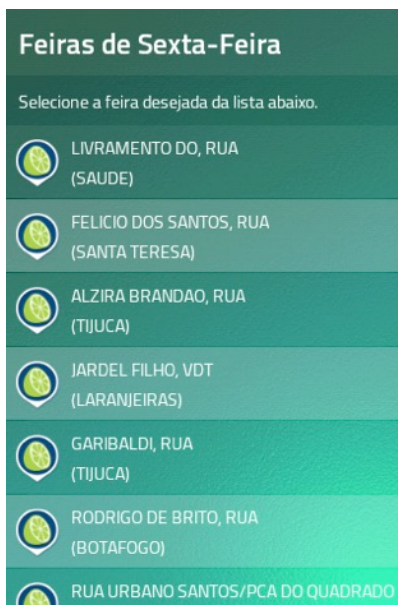 Feiras de Sexta-Feira
Selecione a feira desejada da lista abaixo.
LIVRAMENTO DO, RUA
(SAUDE)
FELICIO DOS SANTOS, RUA
(SANTA TERESA)
ALZIRA BRANDAO, RUA
(TIJUCA)
JARDEL FILHO, VDT
(LARANJEIRAS)
GARIBALDI, RUA
(TIJUCA)
RODRIGO DE BRITO, RUA
(BOTAFOGO)
RUA URBANO SANTOS/PCA DO QUADRADO